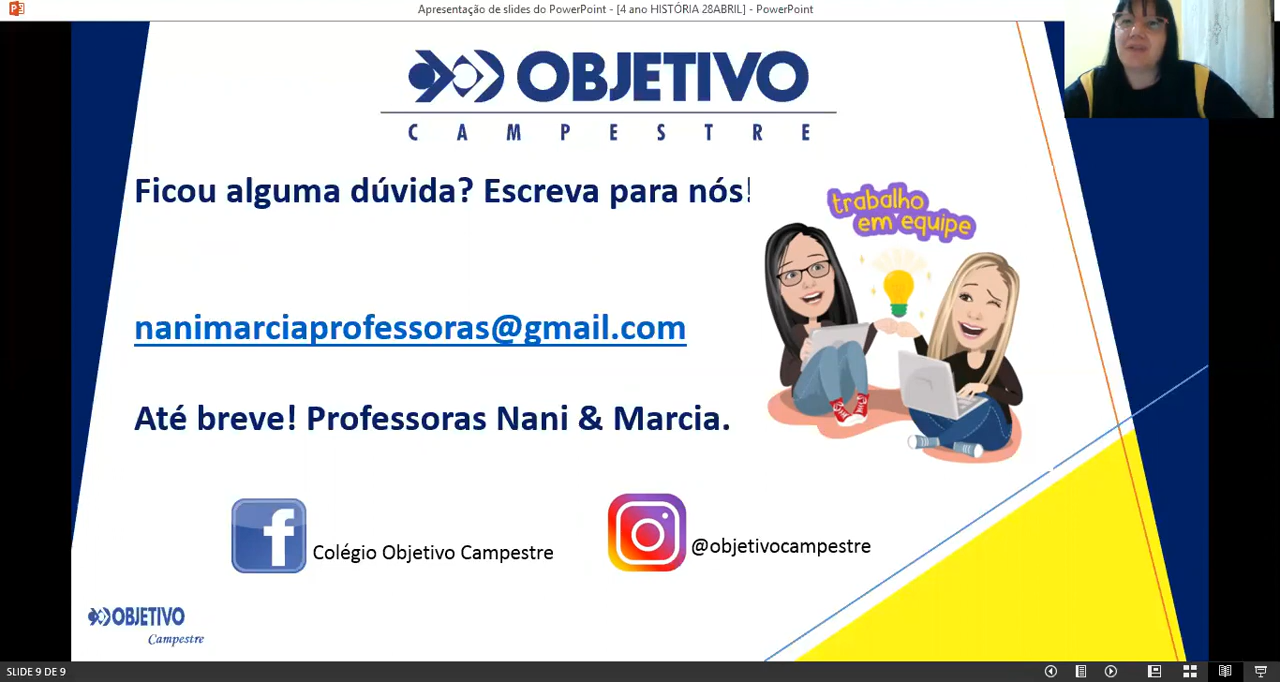 Apresentação de slides do PowerPoint - [4 ano HISTÓRIA 28ABRIL] - PowerPoint
OBJETIVO
CAMPESTRE
Ficou alguma dúvida? Escreva para nós!
trabalho
em equipe
nanimarciaprofessoras@gmail.com
Até breve! Professoras Nani & Marcia.
Colégio Objetivo Campestre
@objetivocampestre
OBJETIVO
Campestre
SLIDE 9 DE 9